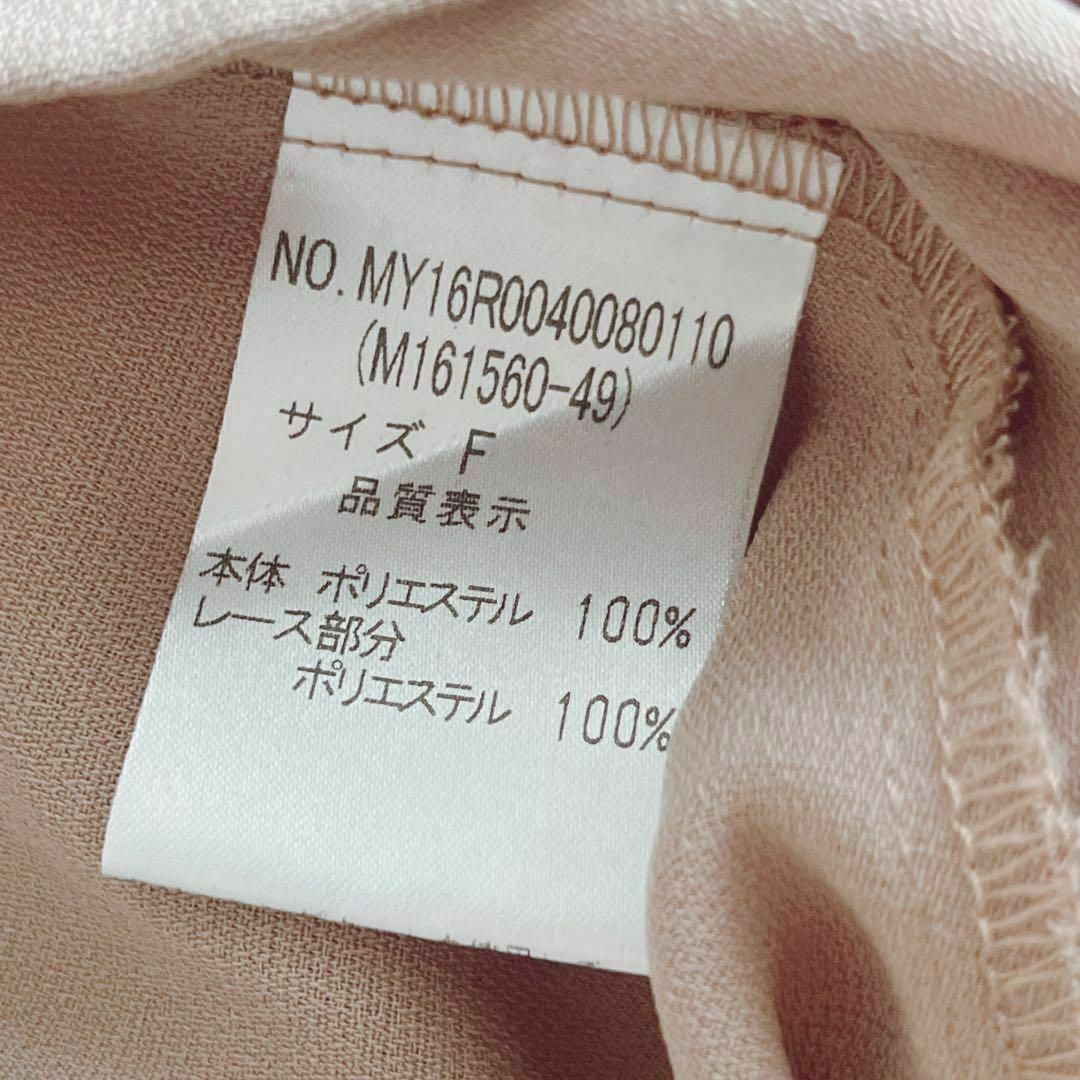 NO.MY16R0040080110
(M161560-49)
サイズ F
品質表示
本体 ポリエステル 100%
レース部分
ポリエステル 100%